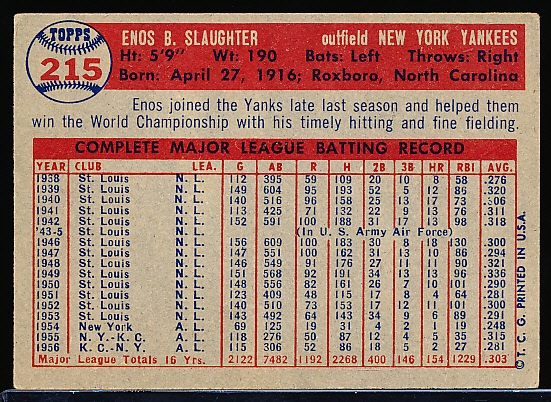 TOPPS
215
ENOS B. SLAUGHTER outfield NEW YORK YANKEES
Ht: 5'9" Wt: 190 Bats: Left Throws: Right
Born: April 27, 1916; Roxboro, North Carolina
Enos joined the Yanks late last season and helped them
win the World Championship with his timely hitting and fine fielding.
COMPLETE MAJOR LEAGUE BATTING RECORD
YEAR CLUB LEA. G AB R H 2B 3B HR RBI AVG.
1938 St. Louis N. L. 112 395 59 109 20 10 8 58 .276
1939 St. Louis N. L. 149 604 95 193 52 5 12 86 .320
1940 St. Louis N. L. 140 516 96 158 25 13 17 73 .306
1941 St. Louis N. L. 113 425 71 132 22 9 13 76 .311
1942 St. Louis N. L. 152 591 100 188 31 17 13 98 .318
'43-5 St. Louis N. L. (In U. S. Army Air Force)
1946 St. Louis N. L. 156 609 100 183 30 8 18 130 .300
1947 St. Louis N. L. 147 551 100 162 31 13 10 86 .294
1948 St. Louis N. L. 146 549 91 176 27 11 11 90 .321
1949 St. Louis N. L. 151 568 92 191 34 13 13 96 .336
1950 St. Louis N. L. 148 556 82 161 26 7 10 101 .290
1951 St. Louis N. L. 123 409 48 115 17 8 4 64 .281
1952 St. Louis N. L. 140 510 73 153 17 12 11 101 .300
1953 St. Louis N. L. 143 492 64 143 34 9 6 89 .291
1954 New York A. L. 69 125 19 31 4 2 1 19 .248
1955 N. Y.-K. C. A. L. 118 276 50 87 12 4 5 35 .315
1956 K. C.-N. Y. A. L. 115 306 52 86 18 5 2 27 .281
Major League Totals 16 Yrs. 2122 7482 1192 2268 400 146 154 1229 .303
© T. C. G. PRINTED IN U.S.A.